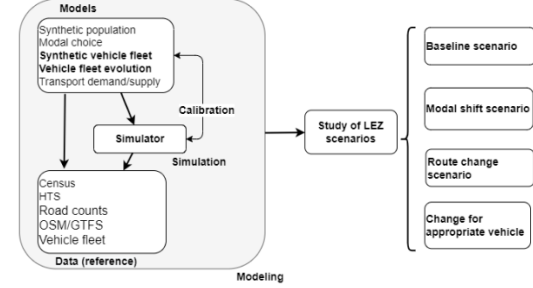 Models
Synthetic population
Modal choice
Synthetic vehicle fleet
Vehicle fleet evolution
Transport demand/supply
Calibration
Simulator
Simulation
Census
HTS
Road counts
OSM/GTFS
Vehicle fleet
Data (reference)
Modeling
Study of LEZ
scenarios
Baseline scenario
Modal shift scenario
Route change
scenario
Change for
appropriate vehicle